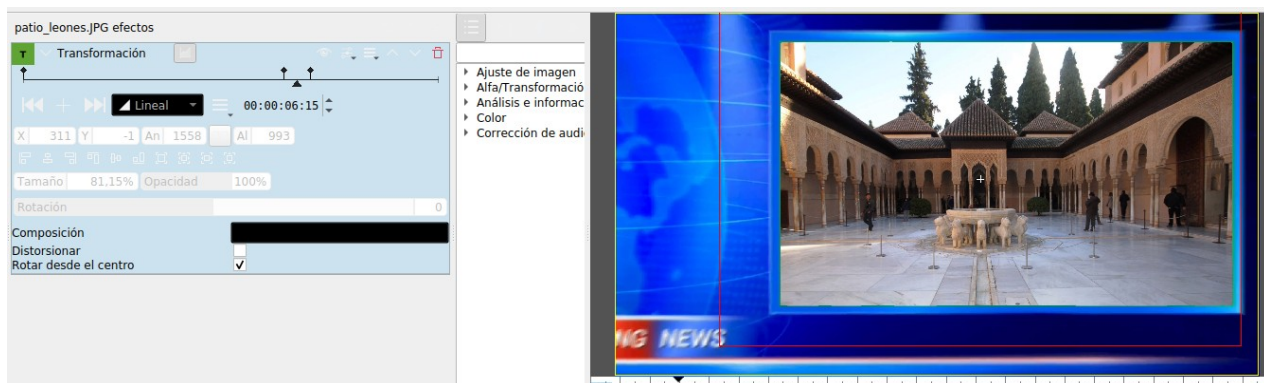 patio_leones.JPG efectos
T Transformación
Lineal 00:00:06:15
X 311 Y -1 An 1558 Al 993
Tamaño 81,15% Opacidad 100%
Rotación 0
Composición
Distorsionar
Rotar desde el centro
Ajuste de imagen
Alfa/Transformació
Análisis e informac
Color
Corrección de audi
NG NEWS